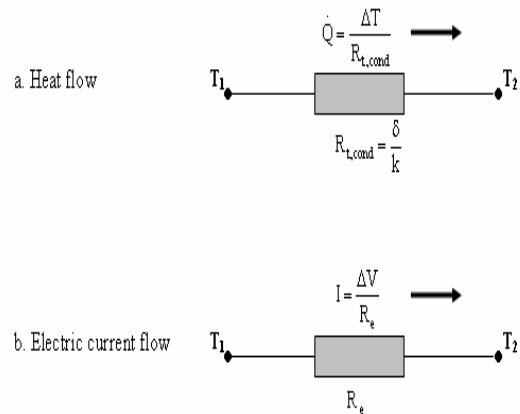 Q̇ = ΔT / R_t,cond
a. Heat flow
T₁ T₂
R_t,cond = δ / k
I = ΔV / R_e
b. Electric current flow
T₁ T₂
R_e